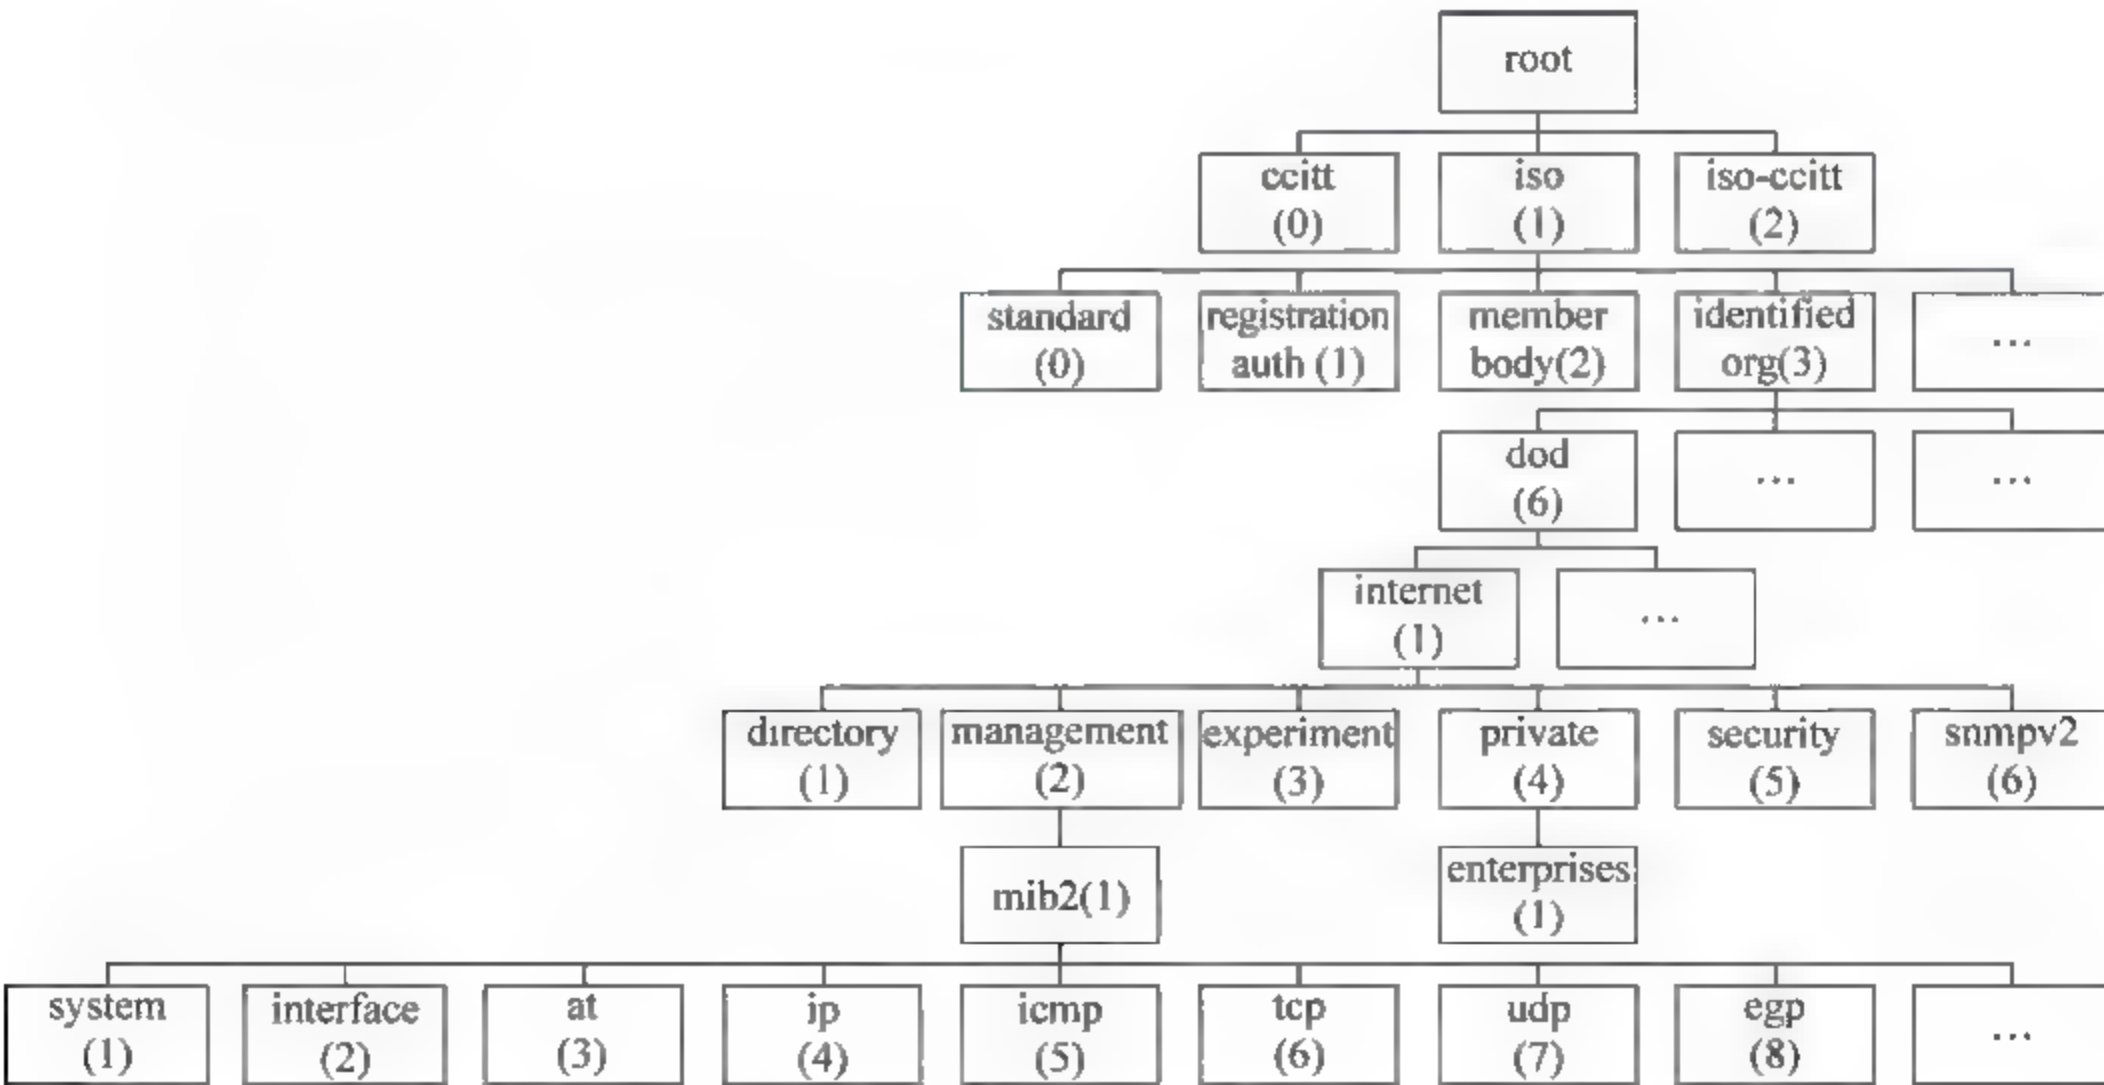 root
ccitt
(0)
iso
(1)
iso-ccitt
(2)
standard
(0)
registration
auth (1)
member
body(2)
identified
org(3)
...
dod
(6)
...
...
internet
(1)
...
directory
(1)
management
(2)
experiment
(3)
private
(4)
security
(5)
snmpv2
(6)
mib2(1)
enterprises
(1)
system
(1)
interface
(2)
at
(3)
ip
(4)
icmp
(5)
tcp
(6)
udp
(7)
egp
(8)
...